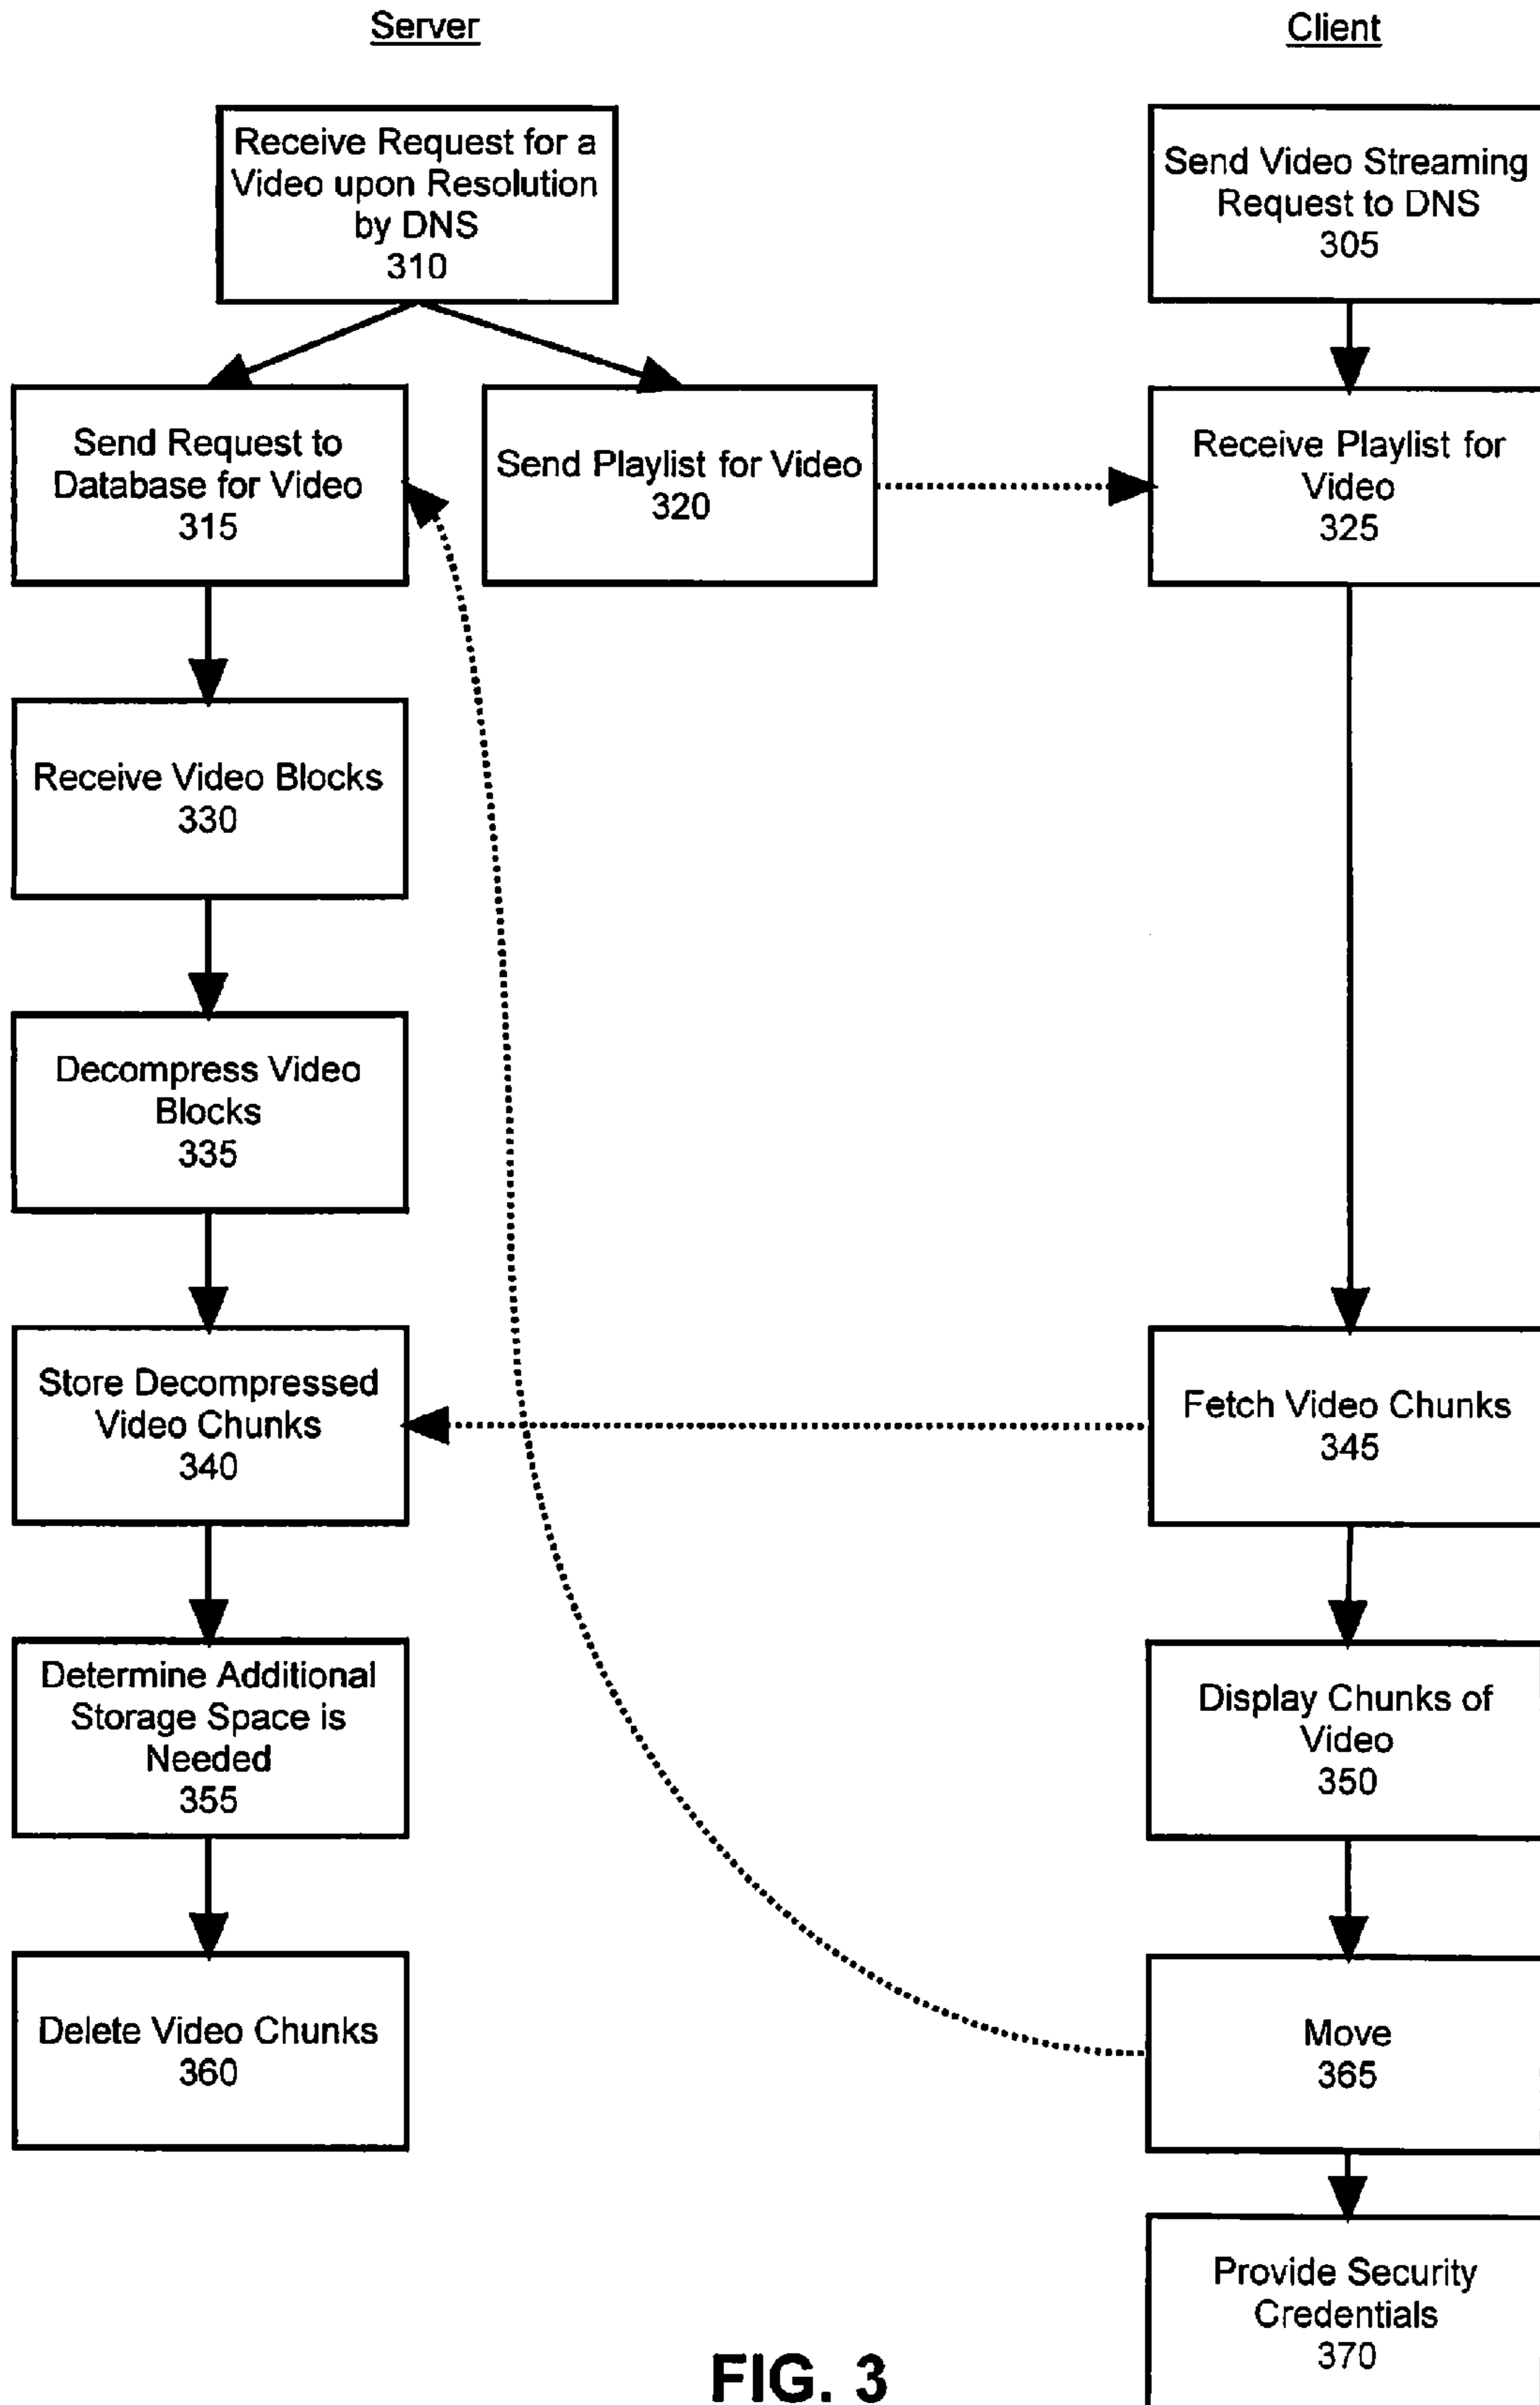 Server
Client
Receive Request for a
Video upon Resolution
by DNS
310
Send Video Streaming
Request to DNS
305
Send Request to
Database for Video
315
Send Playlist for Video
320
Receive Playlist for
Video
325
Receive Video Blocks
330
Decompress Video
Blocks
335
Store Decompressed
Video Chunks
340
Fetch Video Chunks
345
Determine Additional
Storage Space is
Needed
355
Display Chunks of
Video
350
Delete Video Chunks
360
Move
365
Provide Security
Credentials
370
FIG. 3